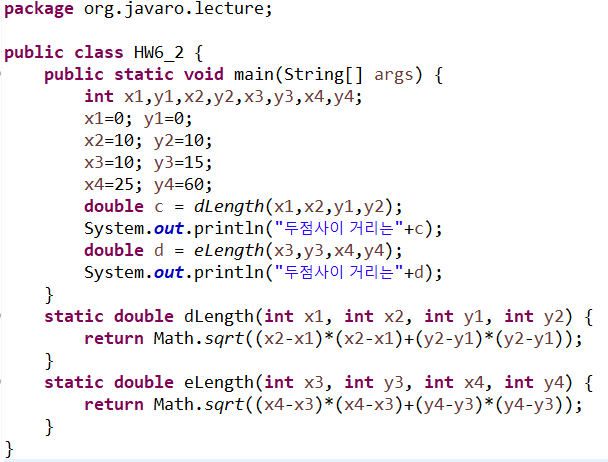 package org.javaro.lecture;
public class HW6_2 {
public static void main(String[] args) {
int x1,y1,x2,y2,x3,y3,x4,y4;
x1=0; y1=0;
x2=10; y2=10;
x3=10; y3=15;
x4=25; y4=60;
double c = dLength(x1,x2,y1,y2);
System.out.println("두점사이 거리는"+c);
double d = eLength(x3,y3,x4,y4);
System.out.println("두점사이 거리는"+d);
}
static double dLength(int x1, int x2, int y1, int y2) {
return Math.sqrt((x2-x1)*(x2-x1)+(y2-y1)*(y2-y1));
}
static double eLength(int x3, int y3, int x4, int y4) {
return Math.sqrt((x4-x3)*(x4-x3)+(y4-y3)*(y4-y3));
}
}